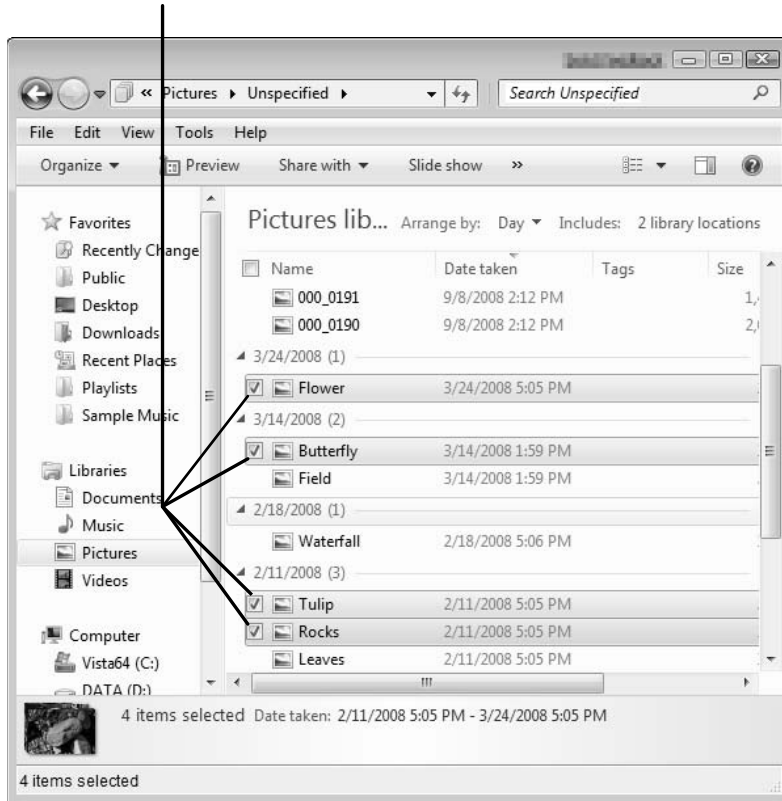 « Pictures Unspecified Search Unspecified
File Edit View Tools Help
Organize Preview Share with Slide show » ?
Favorites
Recently Change
Public
Desktop
Downloads
Recent Places
Playlists
Sample Music
Libraries
Documents
Music
Pictures
Videos
Computer
Vista64 (C:)
DATA (D:)
Pictures lib... Arrange by: Day Includes: 2 library locations
Name Date taken Tags Size
000_0191 9/8/2008 2:12 PM 1,
000_0190 9/8/2008 2:12 PM 2,
3/24/2008 (1)
Flower 3/24/2008 5:05 PM
3/14/2008 (2)
Butterfly 3/14/2008 1:59 PM
Field 3/14/2008 1:59 PM
2/18/2008 (1)
Waterfall 2/18/2008 5:06 PM
2/11/2008 (3)
Tulip 2/11/2008 5:05 PM
Rocks 2/11/2008 5:05 PM
Leaves 2/11/2008 5:05 PM
4 items selected Date taken: 2/11/2008 5:05 PM - 3/24/2008 5:05 PM
4 items selected